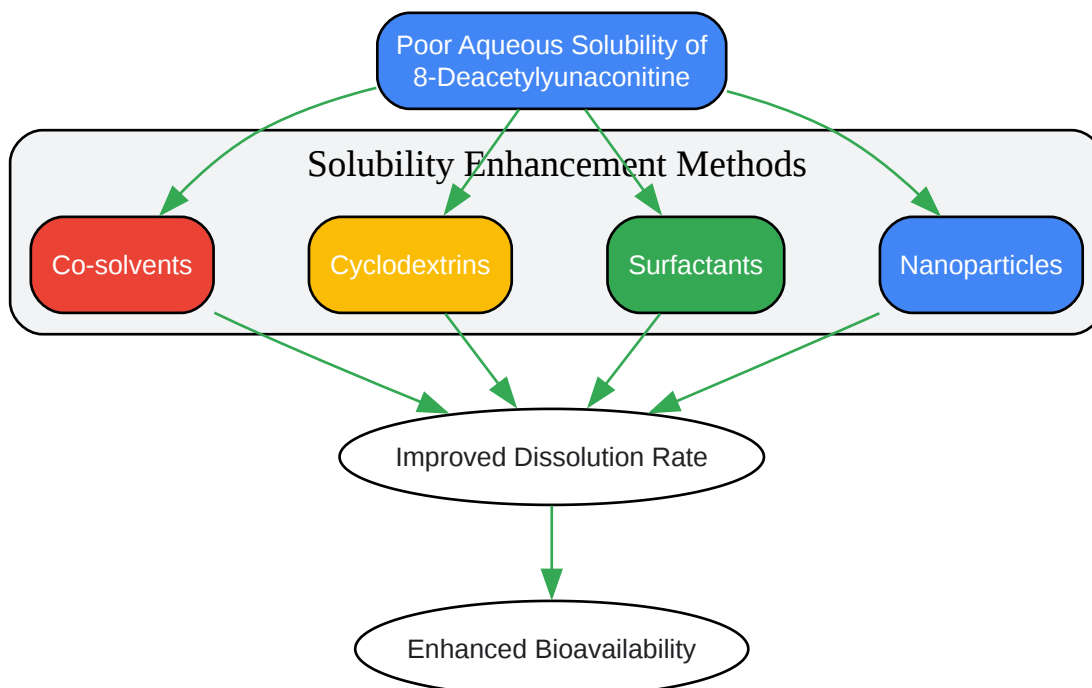 Poor Aqueous Solubility of
8-Deacetylyunaconitine
Solubility Enhancement Methods
Co-solvents
Cyclodextrins
Surfactants
Nanoparticles
Improved Dissolution Rate
Enhanced Bioavailability